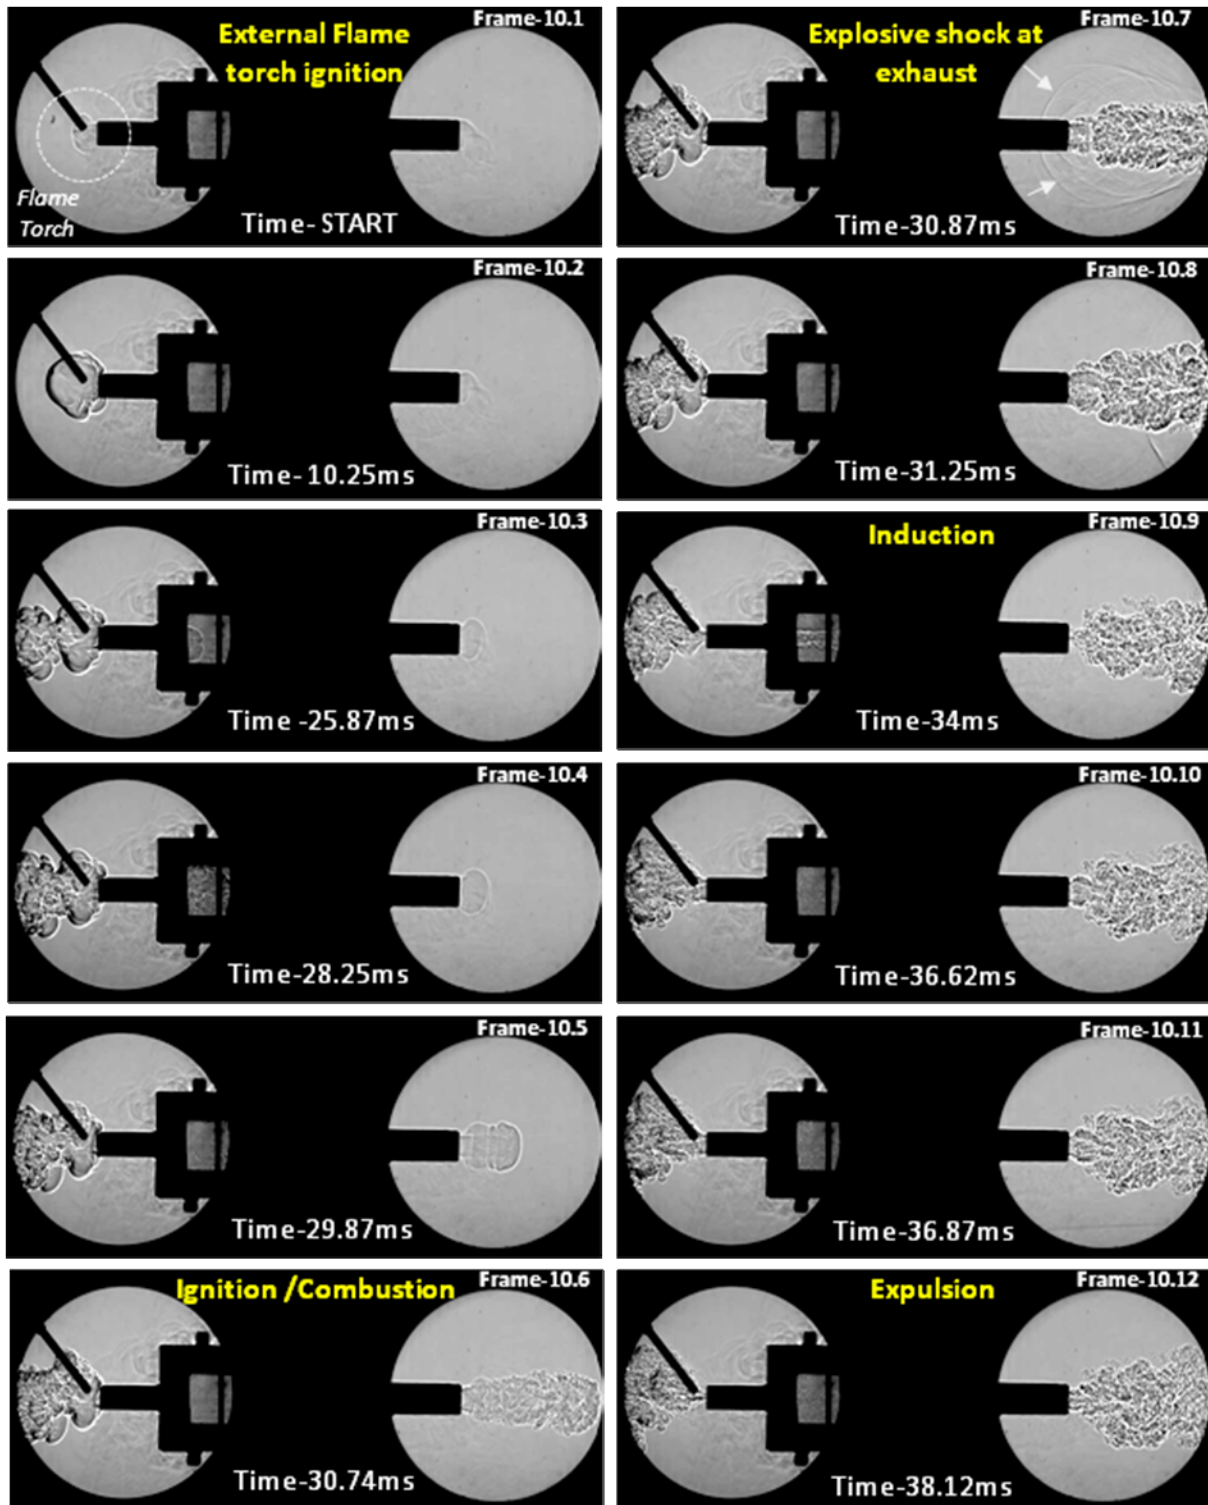 Frame-10.1
External Flame
torch ignition
Flame
Torch
Time- START
Frame-10.2
Time- 10.25ms
Frame-10.3
Time -25.87ms
Frame-10.4
Time-28.25ms
Frame-10.5
Time-29.87ms
Frame-10.6
Ignition /Combustion
Time-30.74ms
Frame-10.7
Explosive shock at
exhaust
Time-30.87ms
Frame-10.8
Time-31.25ms
Frame-10.9
Induction
Time-34ms
Frame-10.10
Time-36.62ms
Frame-10.11
Time-36.87ms
Frame-10.12
Expulsion
Time-38.12ms